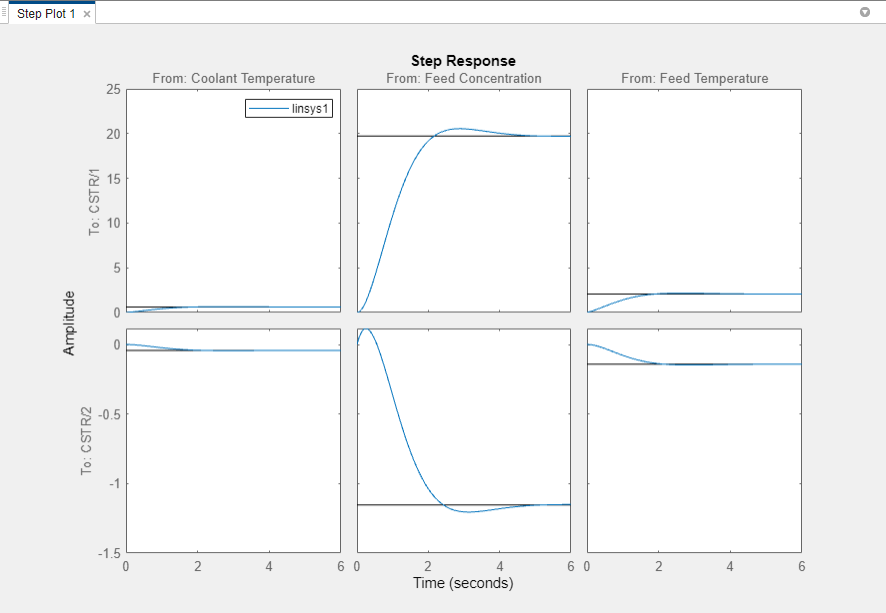 Step Plot 1
Step Response
From: Coolant Temperature
From: Feed Concentration
From: Feed Temperature
linsys1
To: CSTR/1
25
20
15
10
5
0
Amplitude
To: CSTR/2
0
-0.5
-1
-1.5
0 2 4 6
0 2 4 6
0 2 4 6
Time (seconds)